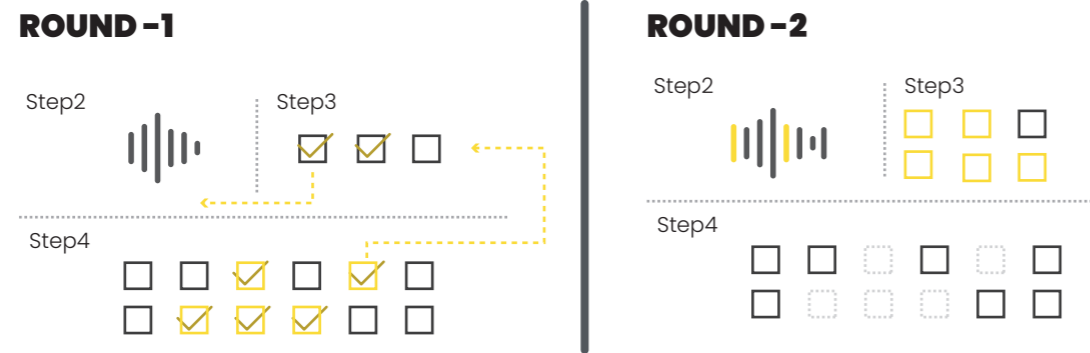 ROUND -1
Step2
Step3
Step4
ROUND -2
Step2
Step3
Step4